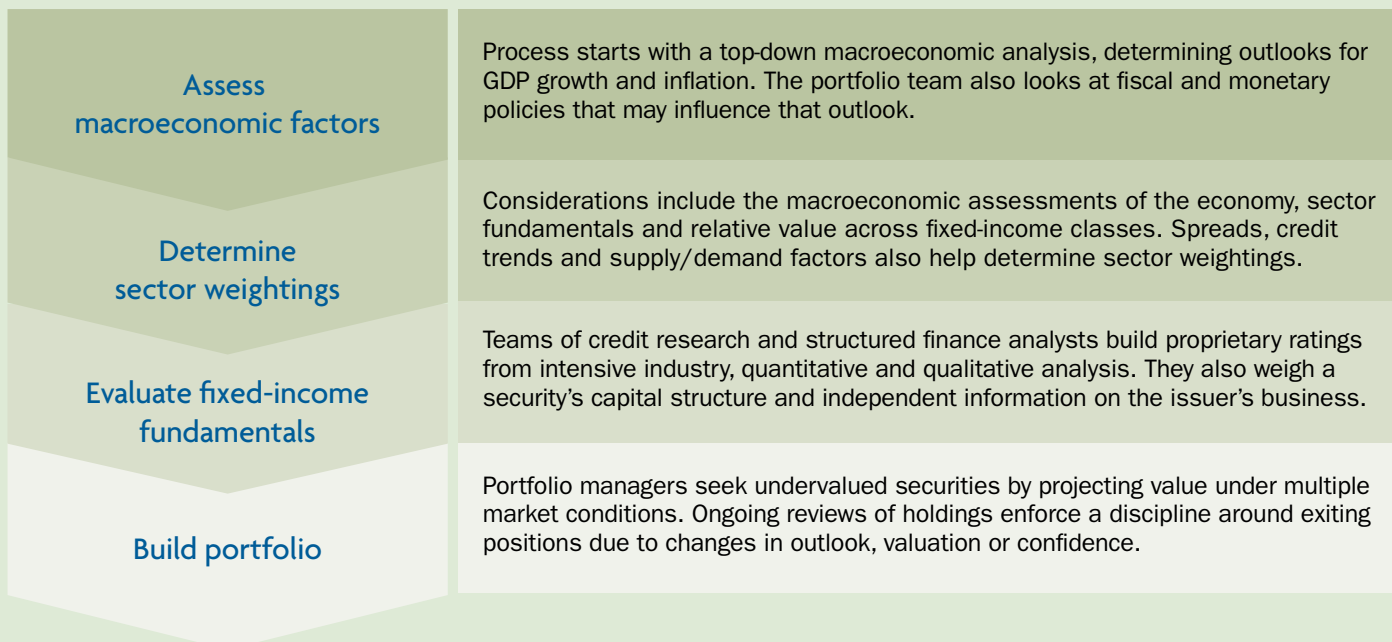 Assess
macroeconomic factors
Process starts with a top-down macroeconomic analysis, determining outlooks for
GDP growth and inflation. The portfolio team also looks at fiscal and monetary
policies that may influence that outlook.
Determine
sector weightings
Considerations include the macroeconomic assessments of the economy, sector
fundamentals and relative value across fixed-income classes. Spreads, credit
trends and supply/demand factors also help determine sector weightings.
Evaluate fixed-income
fundamentals
Teams of credit research and structured finance analysts build proprietary ratings
from intensive industry, quantitative and qualitative analysis. They also weigh a
security's capital structure and independent information on the issuer's business.
Build portfolio
Portfolio managers seek undervalued securities by projecting value under multiple
market conditions. Ongoing reviews of holdings enforce a discipline around exiting
positions due to changes in outlook, valuation or confidence.